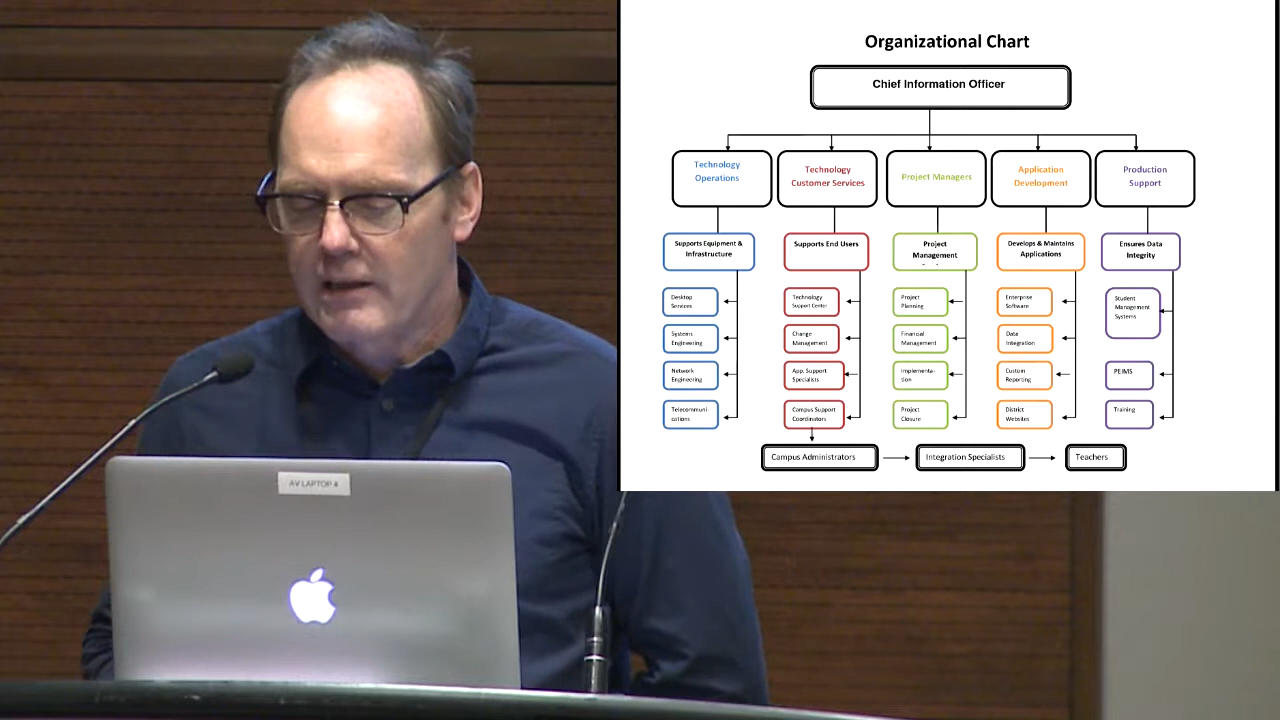 Organizational Chart
Chief Information Officer
Technology
Operations
Technology
Customer Services
Project Managers
Application
Development
Production
Support
Supports Equipment &
Infrastructure
Supports End Users
Project
Management
Develops & Maintains
Applications
Ensures Data
Integrity
Desktop
Services
Technology
Support Center
Project
Planning
Enterprise
Software
Student
Management
Systems
Systems
Engineering
Change
Management
Financial
Management
Data
Integration
Network
Engineering
App. Support
Specialists
Implementa-
tion
Custom
Reporting
PEIMS
Telecommuni-
cations
Campus Support
Coordinators
Project
Closure
District
Websites
Training
Campus Administrators
Integration Specialists
Teachers
AV LAPTOP 4